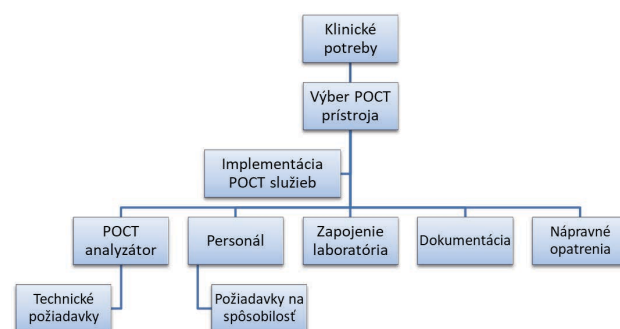 Klinické
potreby
Výber POCT
prístroja
Implementácia
POCT služieb
POCT
analyzátor
Personál
Zapojenie
laboratória
Dokumentácia
Nápravné
opatrenia
Technické
požiadavky
Požiadavky na
spôsobilosť